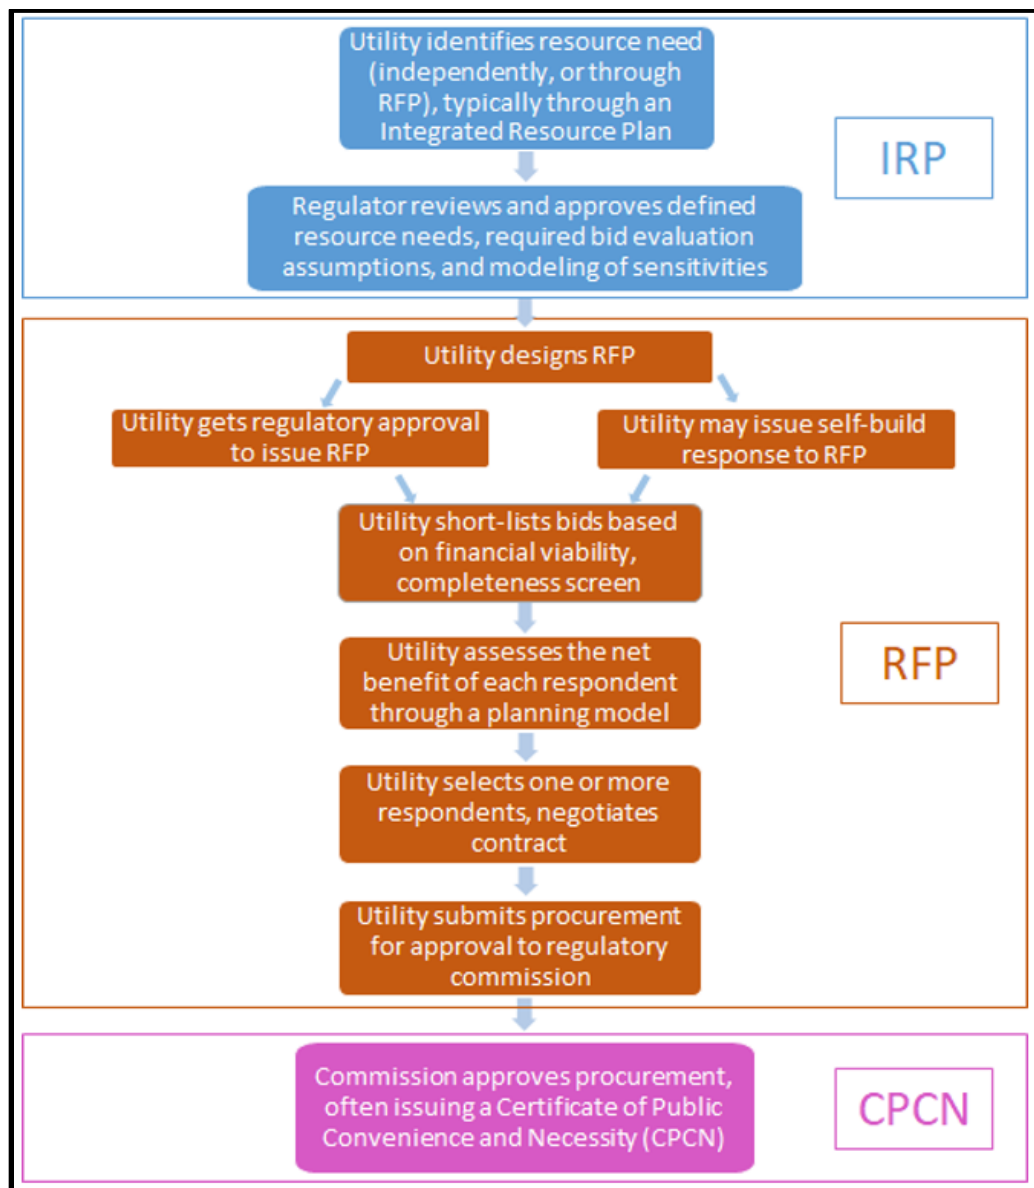 Utility identifies resource need
(independently, or through
RFP), typically through an
Integrated Resource Plan
IRP
Regulator reviews and approves defined
resource needs, required bid evaluation
assumptions, and modeling of sensitivities
Utility designs RFP
Utility gets regulatory approval
to issue RFP
Utility may issue self-build
response to RFP
Utility short-lists bids based
on financial viability,
completeness screen
Utility assesses the net
benefit of each respondent
through a planning model
RFP
Utility selects one or more
respondents, negotiates
contract
Utility submits procurement
for approval to regulatory
commission
Commission approves procurement,
often issuing a Certificate of Public
Convenience and Necessity (CPCN)
CPCN